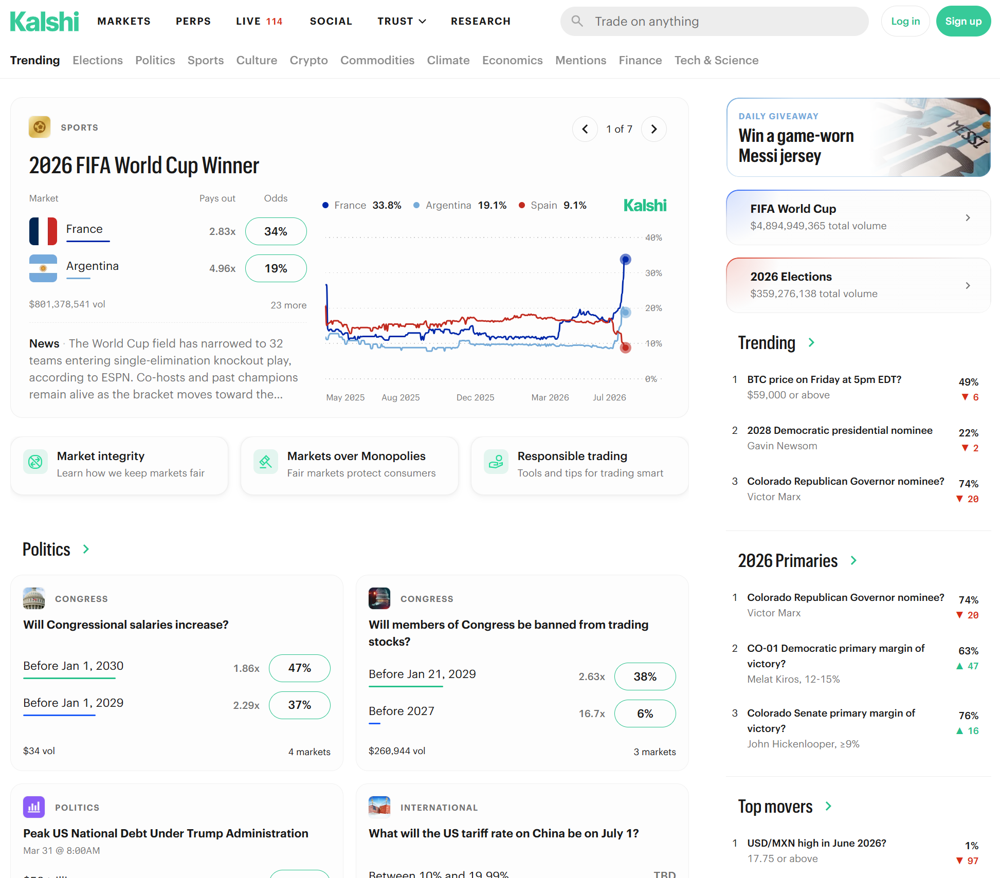 Kalshi
MARKETS
PERPS
LIVE 114
SOCIAL
TRUST
RESEARCH
Trade on anything
Log in
Sign up
Trending
Elections
Politics
Sports
Culture
Crypto
Commodities
Climate
Economics
Mentions
Finance
Tech & Science
SPORTS
1 of 7
2026 FIFA World Cup Winner
Market
Pays out
Odds
France
2.83x
34%
Argentina
4.96x
19%
$801,378,541 vol
23 more
News · The World Cup field has narrowed to 32
teams entering single-elimination knockout play,
according to ESPN. Co-hosts and past champions
remain alive as the bracket moves toward the...
France 33.8%
Argentina 19.1%
Spain 9.1%
Kalshi
40%
30%
20%
10%
0%
May 2025
Aug 2025
Dec 2025
Mar 2026
Jul 2026
Market integrity
Learn how we keep markets fair
Markets over Monopolies
Fair markets protect consumers
Responsible trading
Tools and tips for trading smart
Politics
CONGRESS
Will Congressional salaries increase?
Before Jan 1, 2030
1.86x
47%
Before Jan 1, 2029
2.29x
37%
$34 vol
4 markets
CONGRESS
Will members of Congress be banned from trading
stocks?
Before Jan 21, 2029
2.63x
38%
Before 2027
16.7x
6%
$260,944 vol
3 markets
POLITICS
Peak US National Debt Under Trump Administration
Mar 31 @ 8:00AM
INTERNATIONAL
What will the US tariff rate on China be on July 1?
Between 10% and 19.99%
TBD
DAILY GIVEAWAY
Win a game-worn
Messi jersey
MESSI
FIFA World Cup
$4,894,949,365 total volume
2026 Elections
$359,276,138 total volume
Trending
1
BTC price on Friday at 5pm EDT?
49%
$59,000 or above
▼ 6
2
2028 Democratic presidential nominee
22%
Gavin Newsom
▼ 2
3
Colorado Republican Governor nominee?
74%
Victor Marx
▼ 20
2026 Primaries
1
Colorado Republican Governor nominee?
74%
Victor Marx
▼ 20
2
CO-01 Democratic primary margin of
victory?
63%
▲ 47
Melat Kiros, 12-15%
3
Colorado Senate primary margin of
victory?
76%
▲ 16
John Hickenlooper, ≥9%
Top movers
1
USD/MXN high in June 2026?
1%
17.75 or above
▼ 97